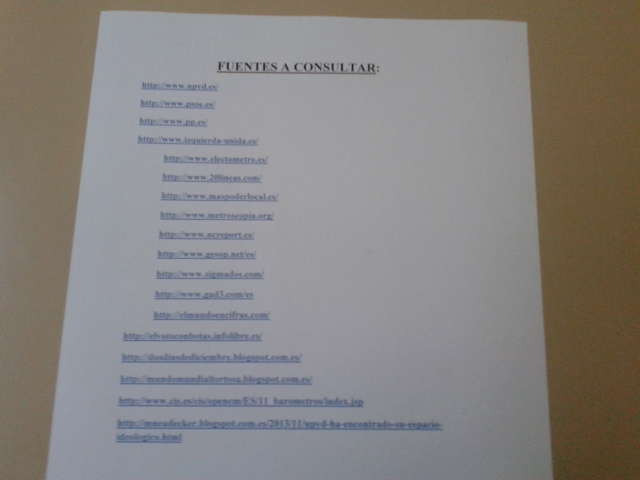 FUENTES A CONSULTAR:
http://www.upyd.es/
http://www.psoe.es/
http://www.pp.es/
http://www.izquierda-unida.es/
http://www.electometro.es/
http://www.20lineas.com/
http://www.maspoderlocal.es/
http://www.metroscopia.org/
http://www.ncreport.es/
http://www.gesop.net/es/
http://www.sigmados.com/
http://www.gad3.com/es
http://elmundoencifras.com/
http://elvotoconbotas.infolibre.es/
http://dosdiasdediciembre.blogspot.com.es/
http://mundomundialtortosa.blogspot.com.es/
http://www.cis.es/cis/opencm/ES/11_barometros/index.jsp
http://mneadecker.blogspot.com.es/2013/11/upyd-ha-encontrado-su-espacio-
ideologico.html